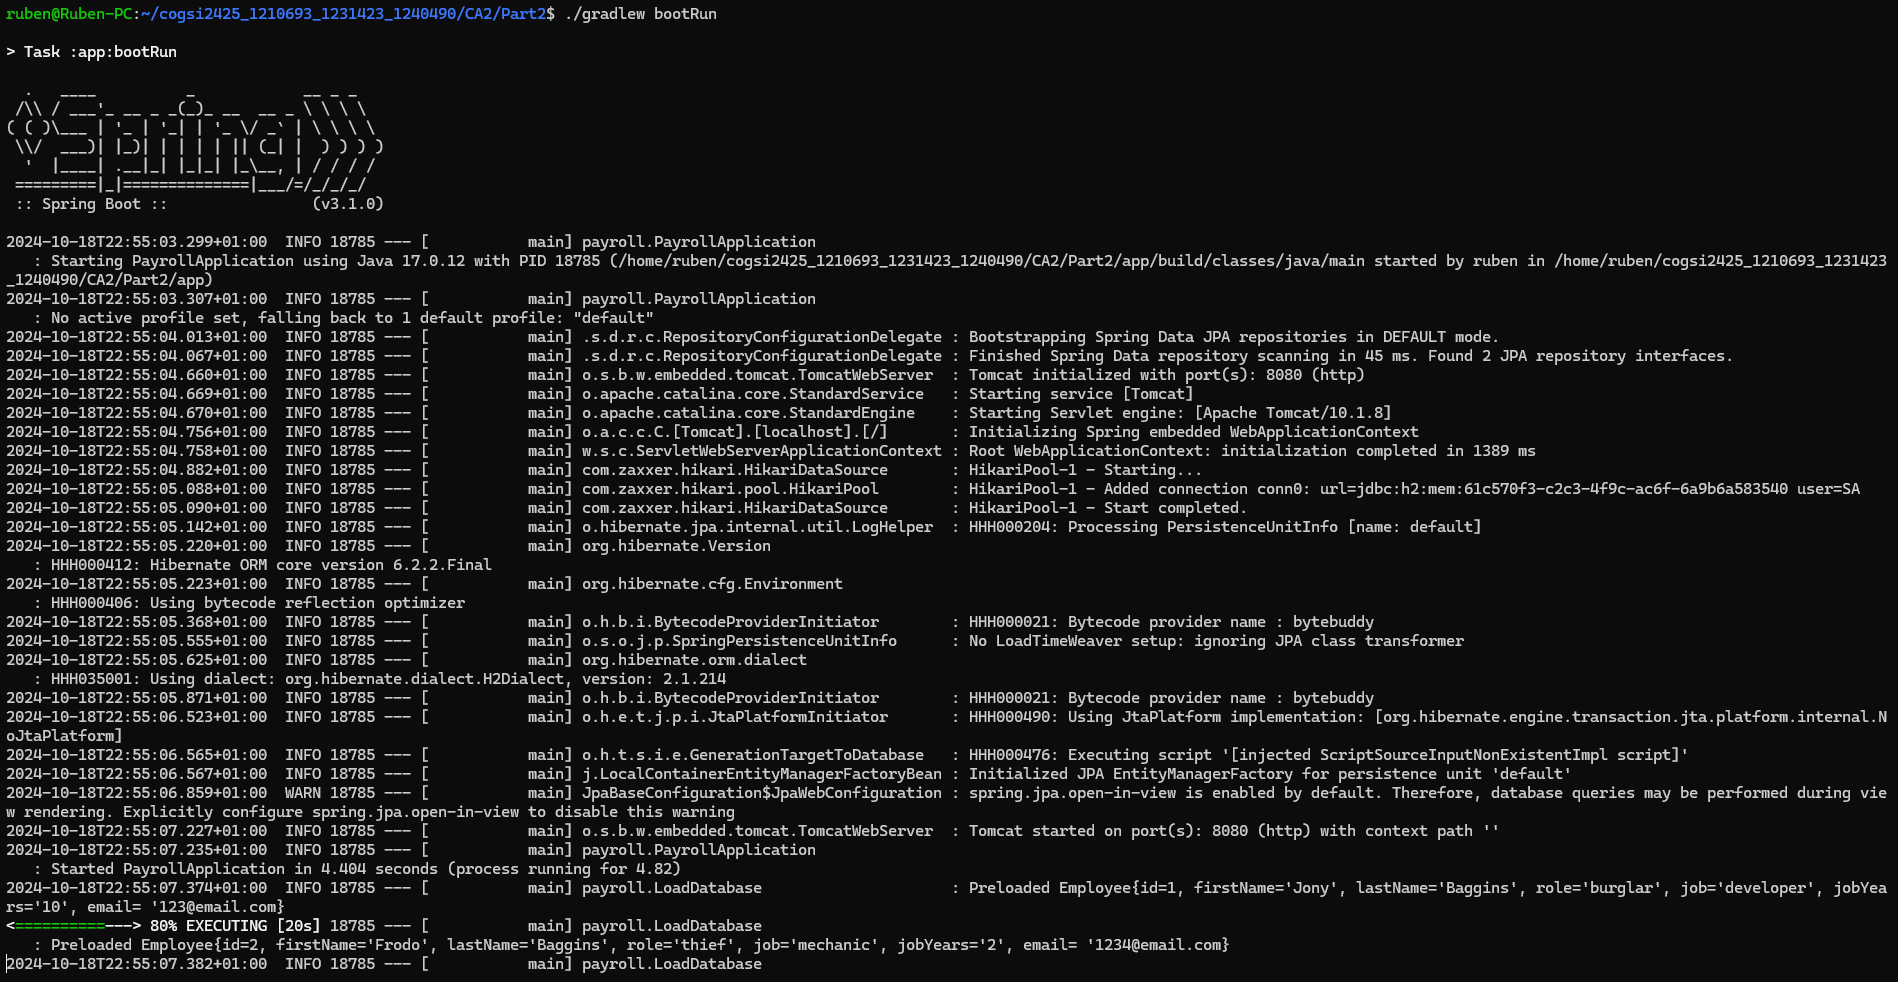 ruben@Ruben-PC:~/cogsi2425_1210693_1231423_1240490/CA2/Part2$ ./gradlew bootRun

> Task :app:bootRun

  .   ____          _            __ _ _
 /\\ / ___'_ __ _ _(_)_ __  __ _ \ \ \ \
( ( )\___ | '_ | '_| | '_ \/ _` | \ \ \ \
 \\/  ___)| |_)| | | | | || (_| |  ) ) ) )
  '  |____| .__|_| |_|_| |_\__, | / / / /
 =========|_|==============|___/=/_/_/_/
 :: Spring Boot ::                (v3.1.0)

2024-10-18T22:55:03.299+01:00  INFO 18785 --- [           main] payroll.PayrollApplication
   : Starting PayrollApplication using Java 17.0.12 with PID 18785 (/home/ruben/cogsi2425_1210693_1231423_1240490/CA2/Part2/app/build/classes/java/main started by ruben in /home/ruben/cogsi2425_1210693_1231423
_1240490/CA2/Part2/app)
2024-10-18T22:55:03.307+01:00  INFO 18785 --- [           main] payroll.PayrollApplication
   : No active profile set, falling back to 1 default profile: "default"
2024-10-18T22:55:04.013+01:00  INFO 18785 --- [           main] .s.d.r.c.RepositoryConfigurationDelegate : Bootstrapping Spring Data JPA repositories in DEFAULT mode.
2024-10-18T22:55:04.067+01:00  INFO 18785 --- [           main] .s.d.r.c.RepositoryConfigurationDelegate : Finished Spring Data repository scanning in 45 ms. Found 2 JPA repository interfaces.
2024-10-18T22:55:04.660+01:00  INFO 18785 --- [           main] o.s.b.w.embedded.tomcat.TomcatWebServer  : Tomcat initialized with port(s): 8080 (http)
2024-10-18T22:55:04.669+01:00  INFO 18785 --- [           main] o.apache.catalina.core.StandardService   : Starting service [Tomcat]
2024-10-18T22:55:04.670+01:00  INFO 18785 --- [           main] o.apache.catalina.core.StandardEngine    : Starting Servlet engine: [Apache Tomcat/10.1.8]
2024-10-18T22:55:04.756+01:00  INFO 18785 --- [           main] o.a.c.c.C.[Tomcat].[localhost].[/]       : Initializing Spring embedded WebApplicationContext
2024-10-18T22:55:04.758+01:00  INFO 18785 --- [           main] w.s.c.ServletWebServerApplicationContext : Root WebApplicationContext: initialization completed in 1389 ms
2024-10-18T22:55:04.882+01:00  INFO 18785 --- [           main] com.zaxxer.hikari.HikariDataSource       : HikariPool-1 - Starting...
2024-10-18T22:55:05.088+01:00  INFO 18785 --- [           main] com.zaxxer.hikari.pool.HikariPool        : HikariPool-1 - Added connection conn0: url=jdbc:h2:mem:61c570f3-c2c3-4f9c-ac6f-6a9b6a583540 user=SA
2024-10-18T22:55:05.090+01:00  INFO 18785 --- [           main] com.zaxxer.hikari.HikariDataSource       : HikariPool-1 - Start completed.
2024-10-18T22:55:05.142+01:00  INFO 18785 --- [           main] o.hibernate.jpa.internal.util.LogHelper  : HHH000204: Processing PersistenceUnitInfo [name: default]
2024-10-18T22:55:05.220+01:00  INFO 18785 --- [           main] org.hibernate.Version
   : HHH000412: Hibernate ORM core version 6.2.2.Final
2024-10-18T22:55:05.223+01:00  INFO 18785 --- [           main] org.hibernate.cfg.Environment
   : HHH000406: Using bytecode reflection optimizer
2024-10-18T22:55:05.368+01:00  INFO 18785 --- [           main] o.h.b.i.BytecodeProviderInitiator        : HHH000021: Bytecode provider name : bytebuddy
2024-10-18T22:55:05.555+01:00  INFO 18785 --- [           main] o.s.o.j.p.SpringPersistenceUnitInfo      : No LoadTimeWeaver setup: ignoring JPA class transformer
2024-10-18T22:55:05.625+01:00  INFO 18785 --- [           main] org.hibernate.orm.dialect
   : HHH035001: Using dialect: org.hibernate.dialect.H2Dialect, version: 2.1.214
2024-10-18T22:55:05.871+01:00  INFO 18785 --- [           main] o.h.b.i.BytecodeProviderInitiator        : HHH000021: Bytecode provider name : bytebuddy
2024-10-18T22:55:06.523+01:00  INFO 18785 --- [           main] o.h.e.t.j.p.i.JtaPlatformInitiator       : HHH000490: Using JtaPlatform implementation: [org.hibernate.engine.transaction.jta.platform.internal.N
oJtaPlatform]
2024-10-18T22:55:06.565+01:00  INFO 18785 --- [           main] o.h.t.s.i.e.GenerationTargetToDatabase   : HHH000476: Executing script '[injected ScriptSourceInputNonExistentImpl script]'
2024-10-18T22:55:06.567+01:00  INFO 18785 --- [           main] j.LocalContainerEntityManagerFactoryBean : Initialized JPA EntityManagerFactory for persistence unit 'default'
2024-10-18T22:55:06.859+01:00  WARN 18785 --- [           main] JpaBaseConfiguration$JpaWebConfiguration : spring.jpa.open-in-view is enabled by default. Therefore, database queries may be performed during vie
w rendering. Explicitly configure spring.jpa.open-in-view to disable this warning
2024-10-18T22:55:07.227+01:00  INFO 18785 --- [           main] o.s.b.w.embedded.tomcat.TomcatWebServer  : Tomcat started on port(s): 8080 (http) with context path ''
2024-10-18T22:55:07.235+01:00  INFO 18785 --- [           main] payroll.PayrollApplication
   : Started PayrollApplication in 4.404 seconds (process running for 4.82)
2024-10-18T22:55:07.374+01:00  INFO 18785 --- [           main] payroll.LoadDatabase                     : Preloaded Employee{id=1, firstName='Jony', lastName='Baggins', role='burglar', job='developer', jobYea
rs='10', email= '123@email.com}
<==========---> 80% EXECUTING [20s] 18785 --- [           main] payroll.LoadDatabase
   : Preloaded Employee{id=2, firstName='Frodo', lastName='Baggins', role='thief', job='mechanic', jobYears='2', email= '1234@email.com}
2024-10-18T22:55:07.382+01:00  INFO 18785 --- [           main] payroll.LoadDatabase